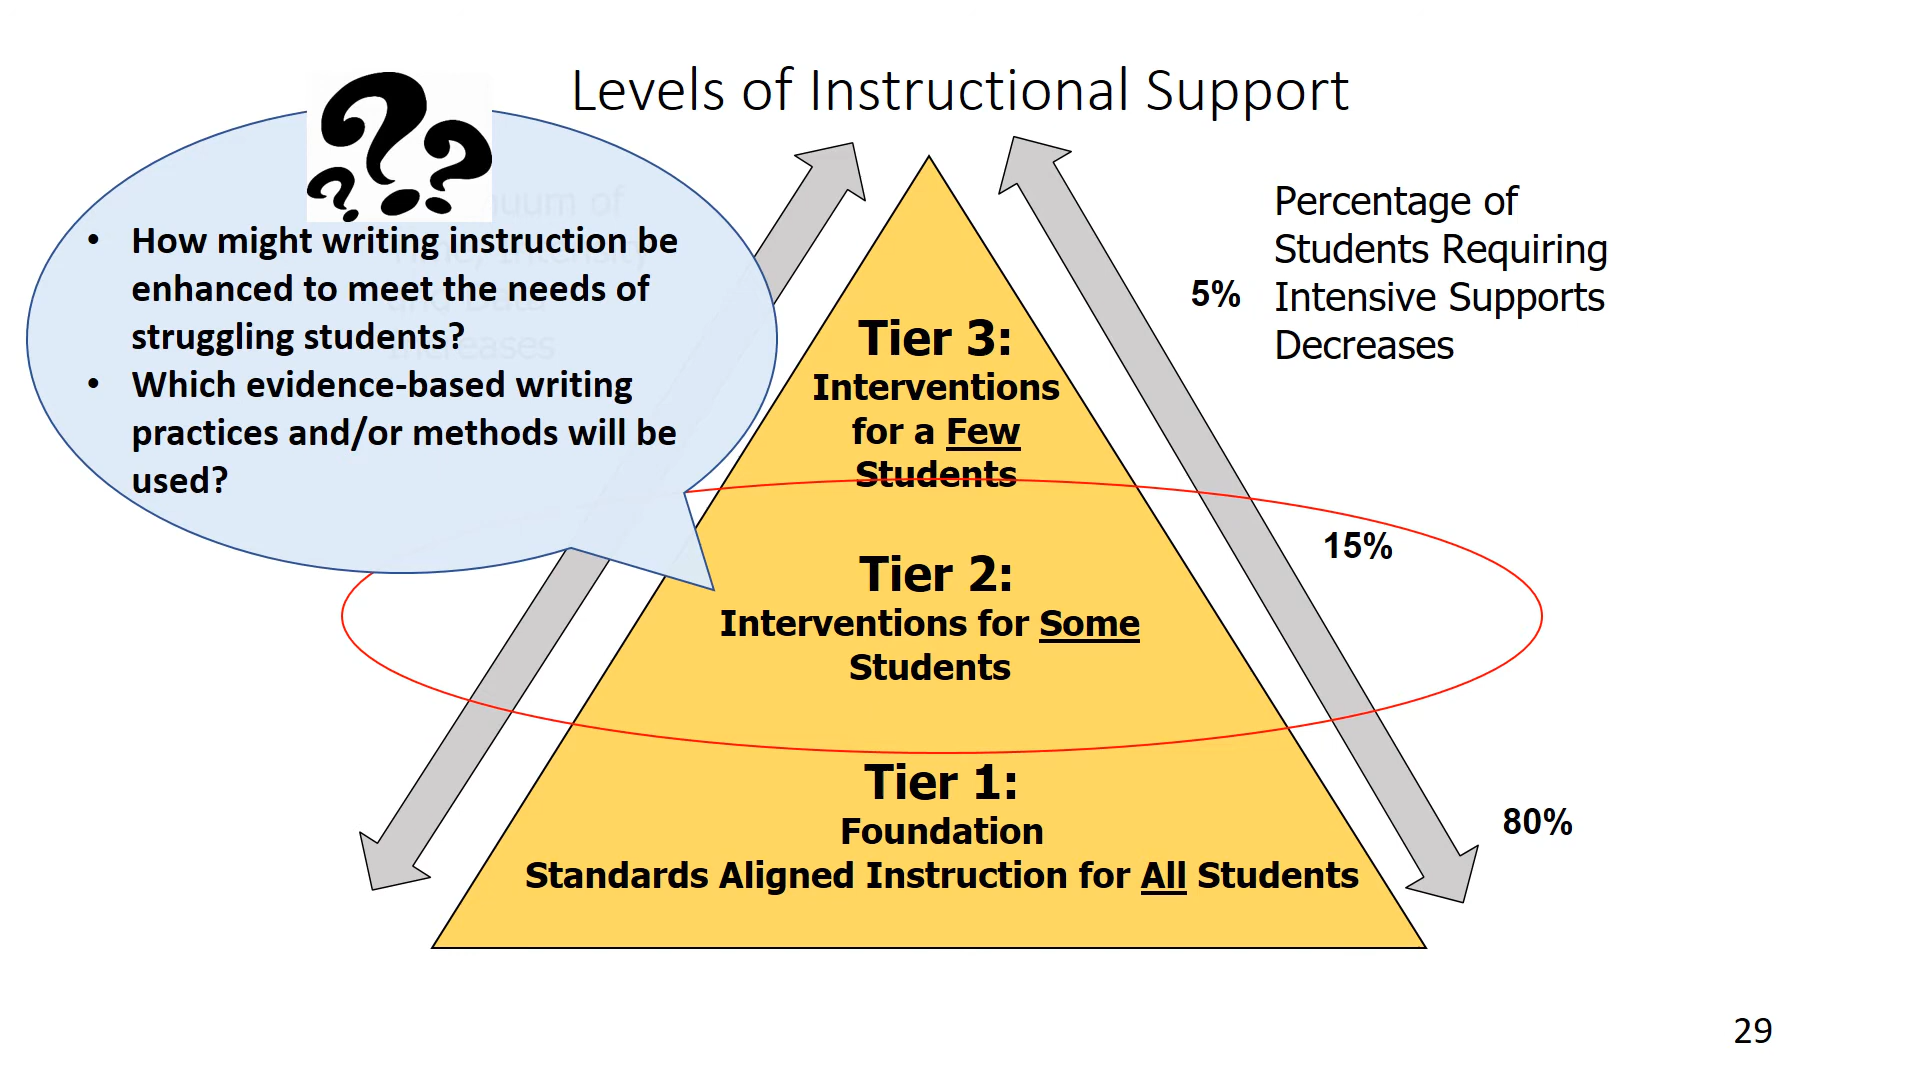 Levels of Instructional Support
• How might writing instruction be
enhanced to meet the needs of
struggling students?
• Which evidence-based writing
practices and/or methods will be
used?
Percentage of
Students Requiring
Intensive Supports
Decreases
5%
Tier 3:
Interventions
for a Few
Students
15%
Tier 2:
Interventions for Some
Students
Tier 1:
Foundation
Standards Aligned Instruction for All Students
80%
29